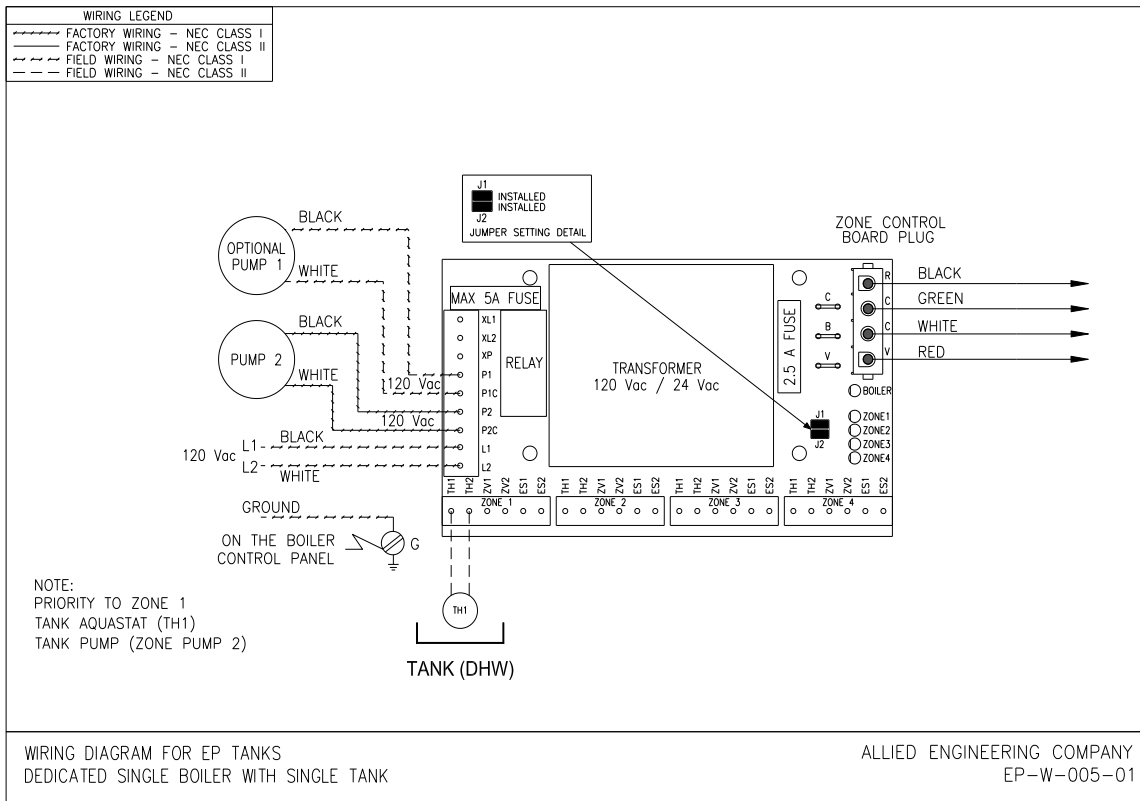 WIRING LEGEND
FACTORY WIRING – NEC CLASS I
FACTORY WIRING – NEC CLASS II
FIELD WIRING – NEC CLASS I
FIELD WIRING – NEC CLASS II
J1
INSTALLED
INSTALLED
J2
JUMPER SETTING DETAIL
OPTIONAL
PUMP 1
BLACK
WHITE
PUMP 2
BLACK
WHITE
120 Vac
120 Vac
120 Vac
L1
BLACK
L2
WHITE
GROUND
ON THE BOILER
CONTROL PANEL
G
MAX 5A FUSE
XL1
XL2
XP
P1
P1C
P2
P2C
L1
L2
RELAY
TRANSFORMER
120 Vac / 24 Vac
2.5 A FUSE
C
B
V
ZONE CONTROL
BOARD PLUG
R
C
C
V
BLACK
GREEN
WHITE
RED
BOILER
ZONE1
ZONE2
ZONE3
ZONE4
J1
J2
TH1 TH2 ZV1 ZV2 ES1 ES2
ZONE 1
TH1 TH2 ZV1 ZV2 ES1 ES2
ZONE 2
TH1 TH2 ZV1 ZV2 ES1 ES2
ZONE 3
TH1 TH2 ZV1 ZV2 ES1 ES2
ZONE 4
TH1
TANK (DHW)
NOTE:
PRIORITY TO ZONE 1
TANK AQUASTAT (TH1)
TANK PUMP (ZONE PUMP 2)
WIRING DIAGRAM FOR EP TANKS
DEDICATED SINGLE BOILER WITH SINGLE TANK
ALLIED ENGINEERING COMPANY
EP–W–005–01